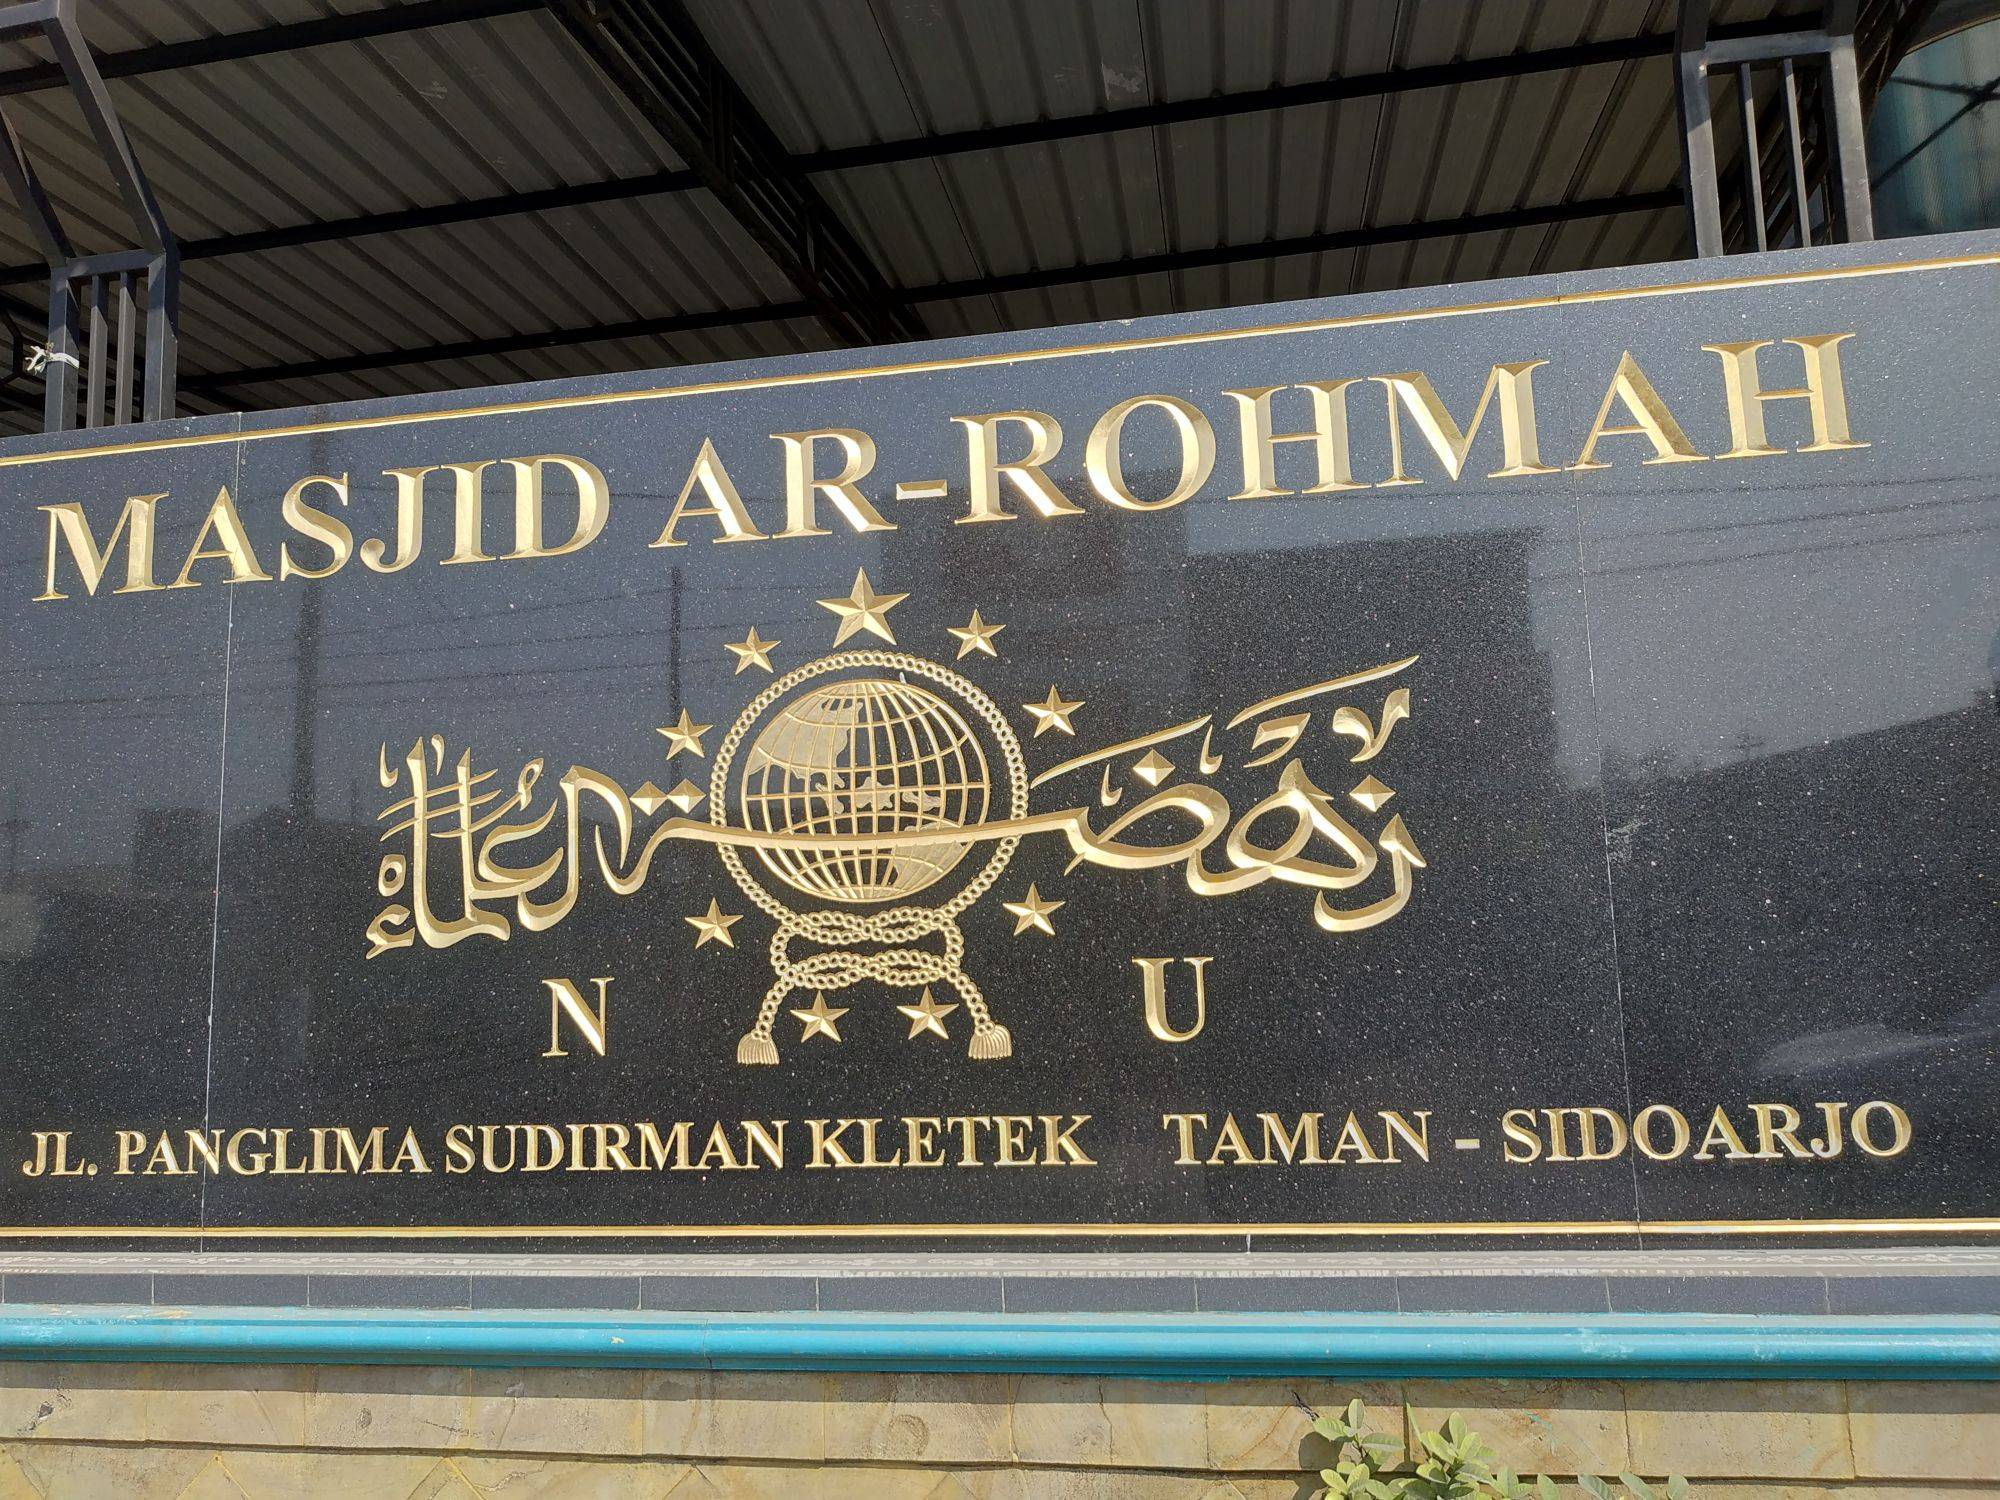 MASJID AR-ROHMAH
نهضة العلماء
N U
JL. PANGLIMA SUDIRMAN KLETEK TAMAN - SIDOARJO